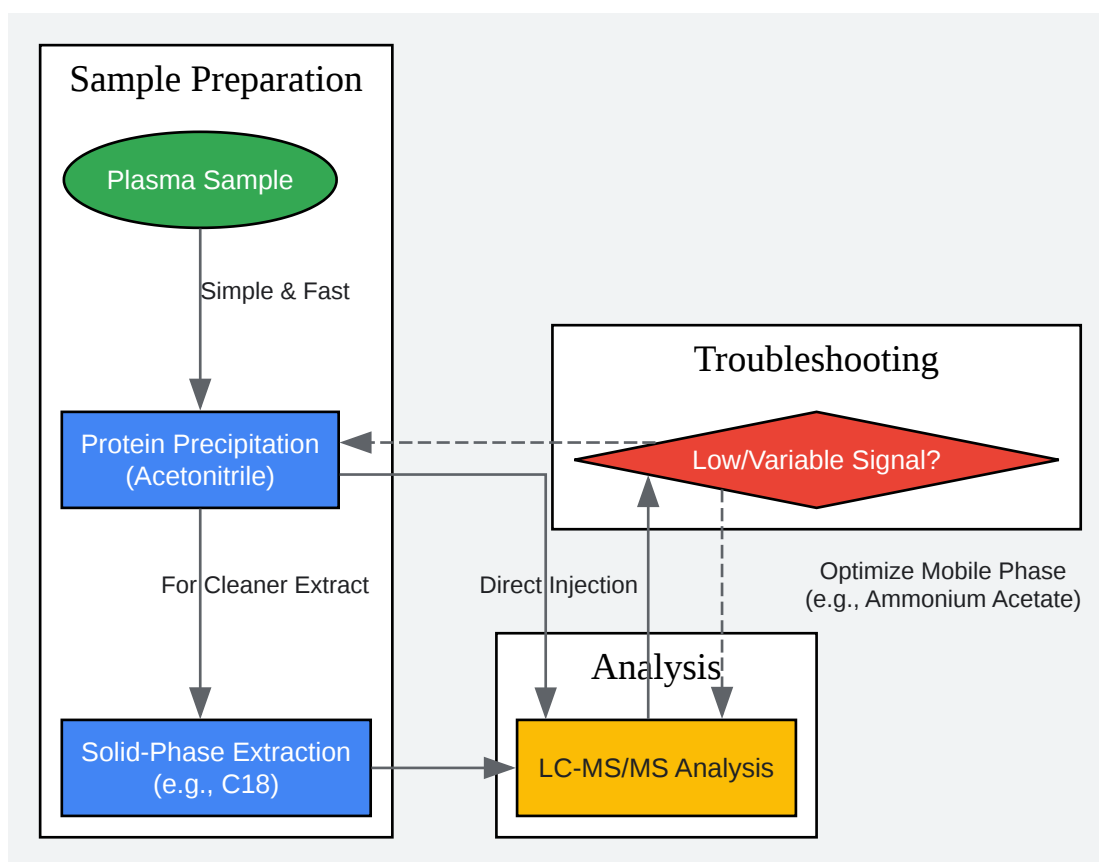 Sample Preparation
Plasma Sample
Simple & Fast
Protein Precipitation
(Acetonitrile)
For Cleaner Extract
Solid-Phase Extraction
(e.g., C18)
Troubleshooting
Low/Variable Signal?
Direct Injection
Optimize Mobile Phase
(e.g., Ammonium Acetate)
Analysis
LC-MS/MS Analysis